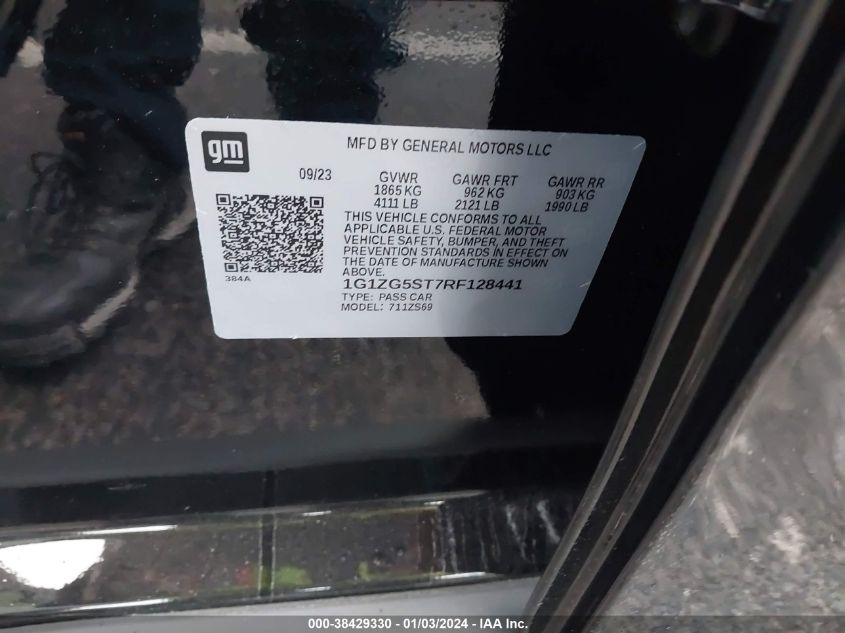 gm
MFD BY GENERAL MOTORS LLC
09/23
GVWR GAWR FRT GAWR RR
1865 KG 962 KG 903 KG
4111 LB 2121 LB 1990 LB
THIS VEHICLE CONFORMS TO ALL
APPLICABLE U.S. FEDERAL MOTOR
VEHICLE SAFETY, BUMPER, AND THEFT
PREVENTION STANDARDS IN EFFECT ON
THE DATE OF MANUFACTURE SHOWN
ABOVE.
384A
1G1ZG5ST7RF128441
TYPE: PASS CAR
MODEL: 711ZS69
000-38429330 - 01/03/2024 - IAA Inc.